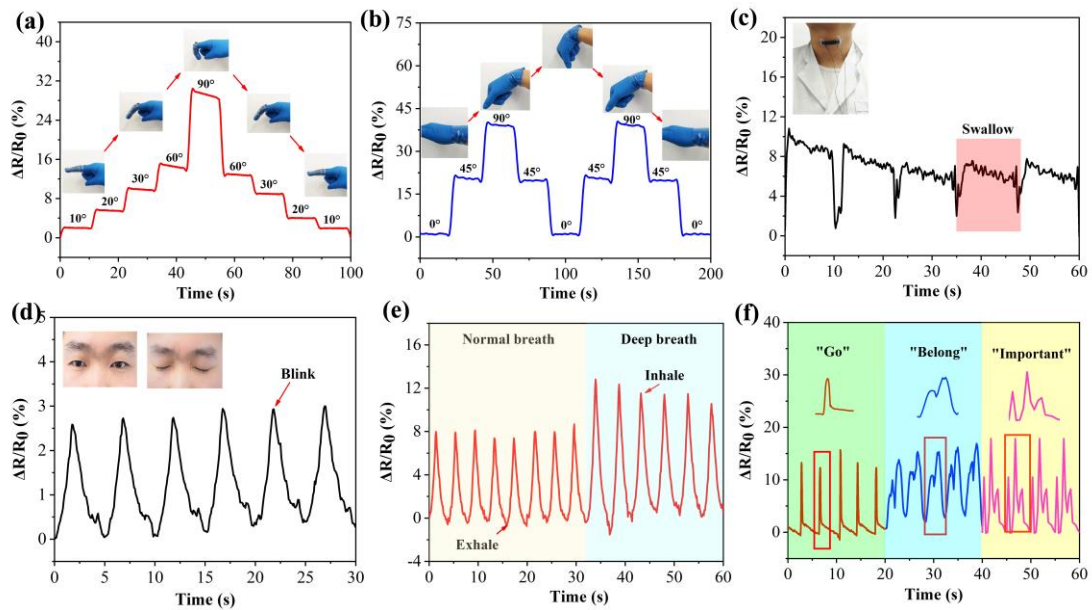 (a)
ΔR/R0 (%)
40
32
24
16
8
0
10°
20°
30°
60°
90°
60°
30°
20°
10°
0 20 40 60 80 100
Time (s)
(b)
ΔR/R0 (%)
75
60
45
30
15
0
0°
45°
90°
45°
0°
45°
90°
45°
0°
0 50 100 150 200
Time (s)
(c)
ΔR/R0 (%)
20
16
12
8
4
0
Swallow
0 10 20 30 40 50 60
Time (s)
(d)
ΔR/R0 (%)
5
4
3
2
1
0
Blink
0 5 10 15 20 25 30
Time (s)
(e)
ΔR/R0 (%)
20
16
12
8
4
0
-4
Normal breath
Deep breath
Inhale
Exhale
0 10 20 30 40 50 60
Time (s)
(f)
ΔR/R0 (%)
40
30
20
10
0
"Go"
"Belong"
"Important"
0 10 20 30 40 50 60
Time (s)